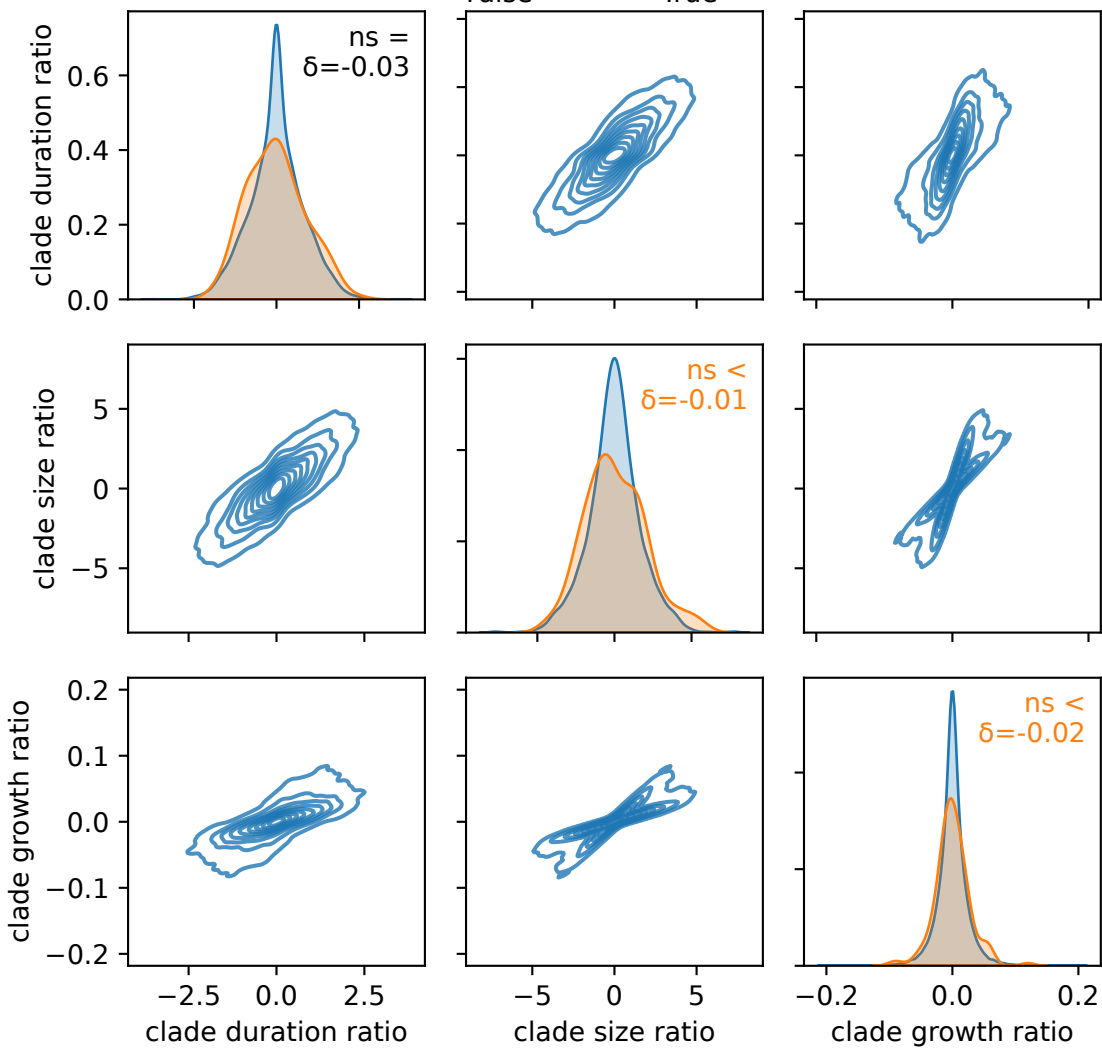 clade duration ratio
0.6
0.4
0.2
0.0
ns =
δ=-0.03
clade size ratio
5
0
−5
ns <
δ=-0.01
clade growth ratio
0.2
0.1
0.0
−0.1
−0.2
ns <
δ=-0.02
−2.5 0.0 2.5
−5 0 5
−0.2 0.0 0.2
clade duration ratio
clade size ratio
clade growth ratio